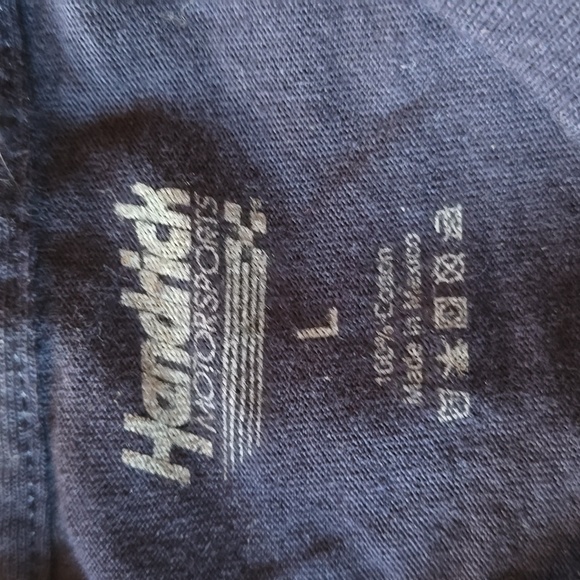 Hendrick
MOTORSPORTS
L
100% Cotton
Made in Mexico